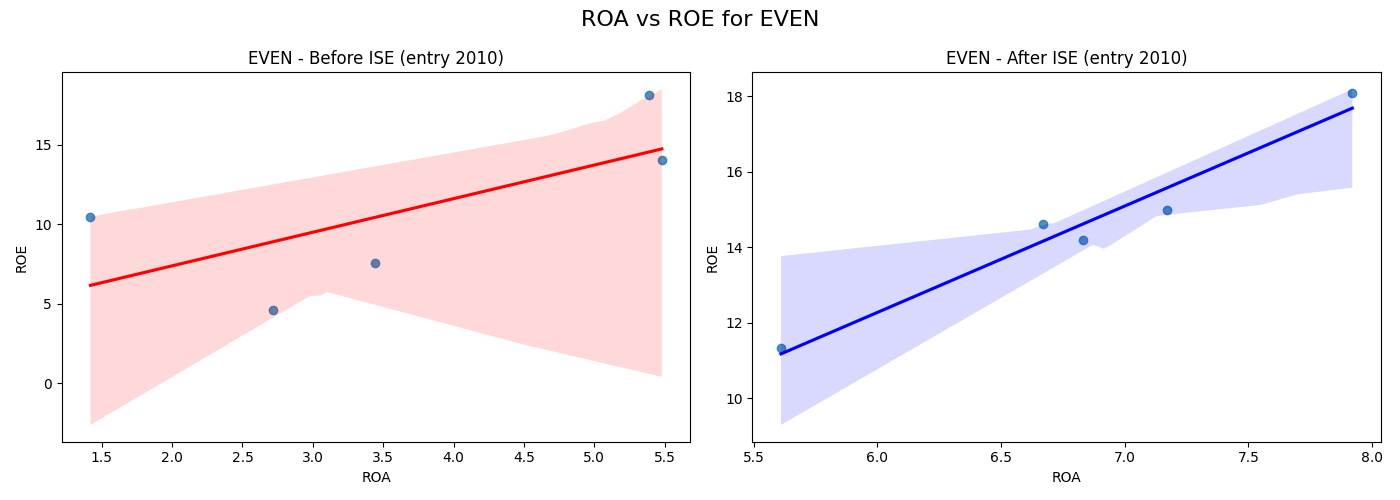 ROA vs ROE for EVEN
EVEN - Before ISE (entry 2010)
ROE
15
10
5
0
1.5 2.0 2.5 3.0 3.5 4.0 4.5 5.0 5.5
ROA
EVEN - After ISE (entry 2010)
ROE
18
16
14
12
10
5.5 6.0 6.5 7.0 7.5 8.0
ROA